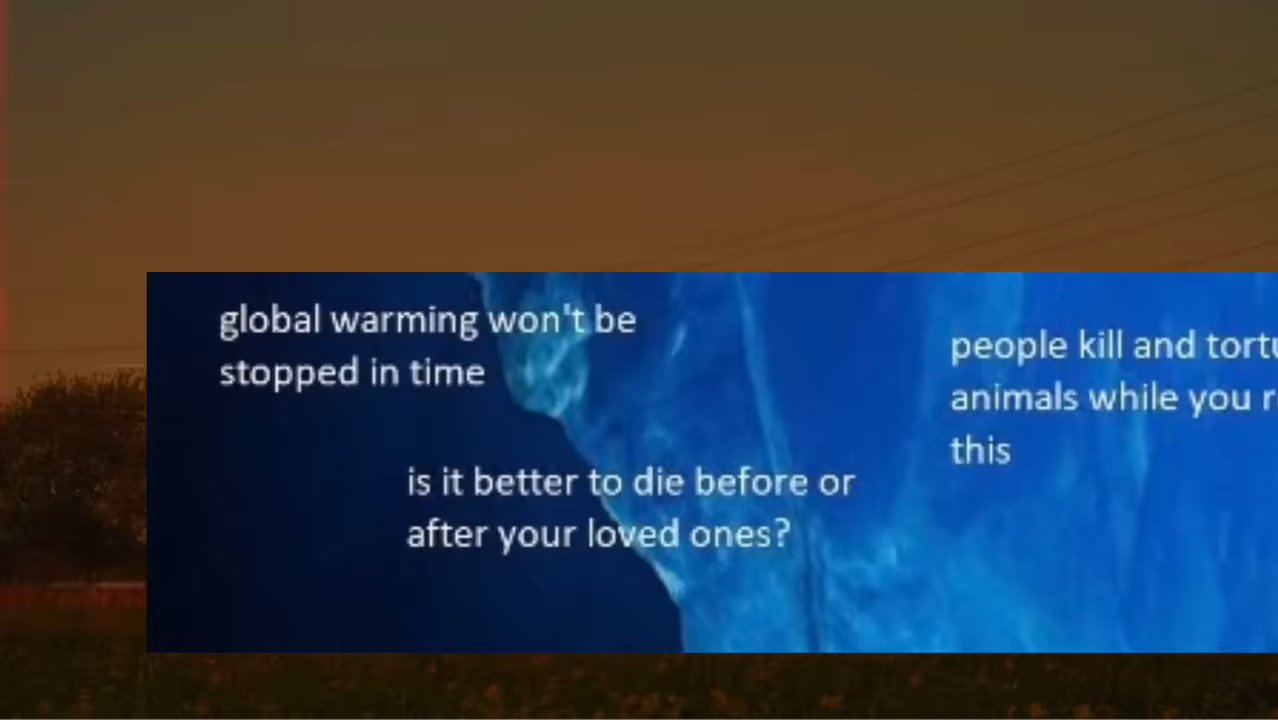 global warming won't be
stopped in time
people kill and tortu
animals while you r
this
is it better to die before or
after your loved ones?